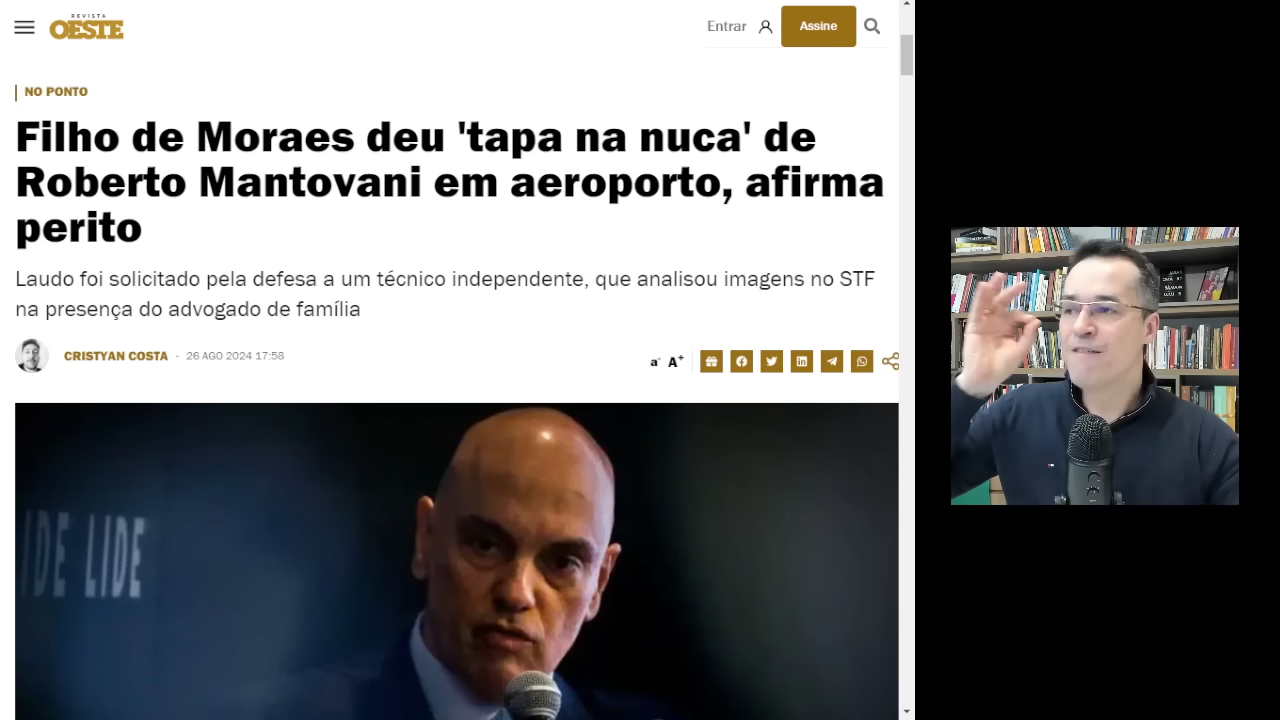 REVISTA
OESTE
Entrar
Assine
NO PONTO
Filho de Moraes deu 'tapa na nuca' de
Roberto Mantovani em aeroporto, afirma
perito
Laudo foi solicitado pela defesa a um técnico independente, que analisou imagens no STF
na presença do advogado de família
CRISTYAN COSTA - 26 AGO 2024 17:58
a- A+
IDE LIDE